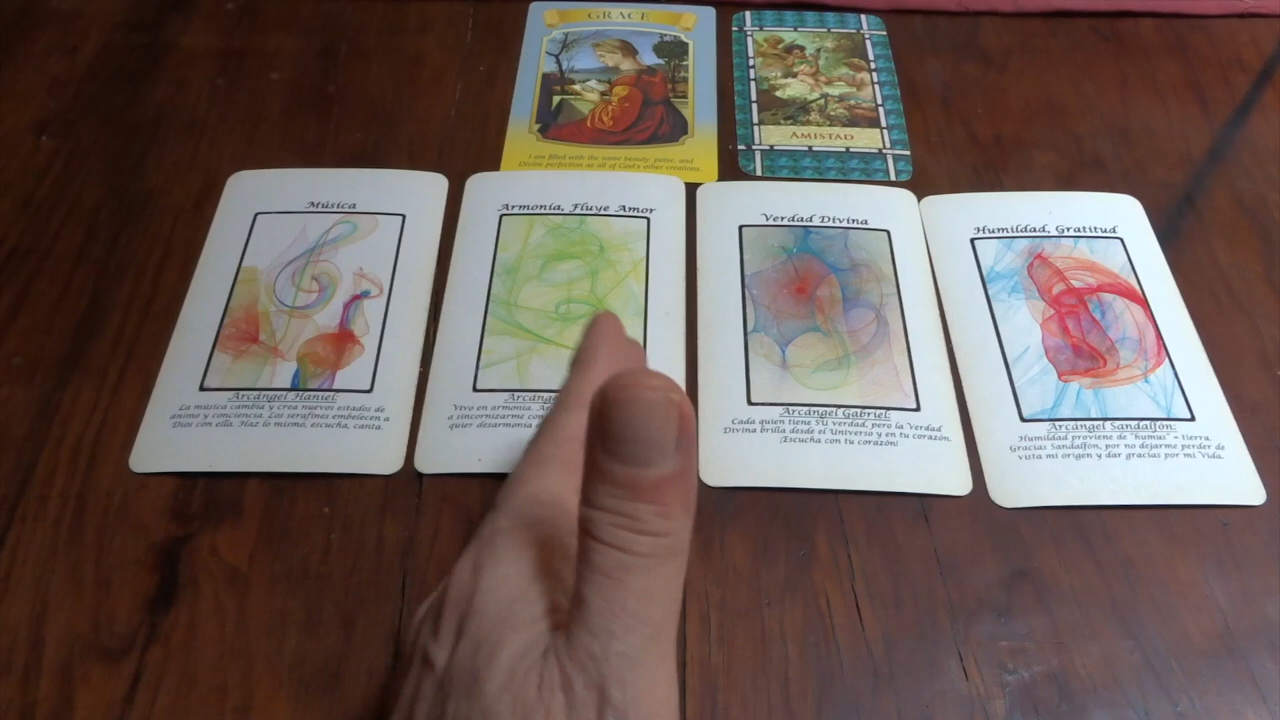 GRACE
I am filled with the same beauty, poise, and
Divine perfection as all of God's other creations.
AMISTAD
Música
Arcángel Haniel:
La música cambia y crea nuevos estados de
ánimo y conciencia. Los serafines embelecen a
Dios con ella. Haz lo mismo, escucha, canta.
Armonía, Fluye Amor
Vivo en armonía.
a sincornizarme con
quier desarmonía
Verdad Divina
Arcángel Gabriel:
Cada quien tiene SU verdad, pero la Verdad
Divina brilla desde el Universo y en tu corazón.
¡Escucha con tu corazón!
Humildad, Gratitud
Arcángel Sandalfón:
Humildad proviene de "humus" = tierra.
Gracias Sandalfón, por no dejarme perder de
vista mi origen y dar gracias por mi Vida.